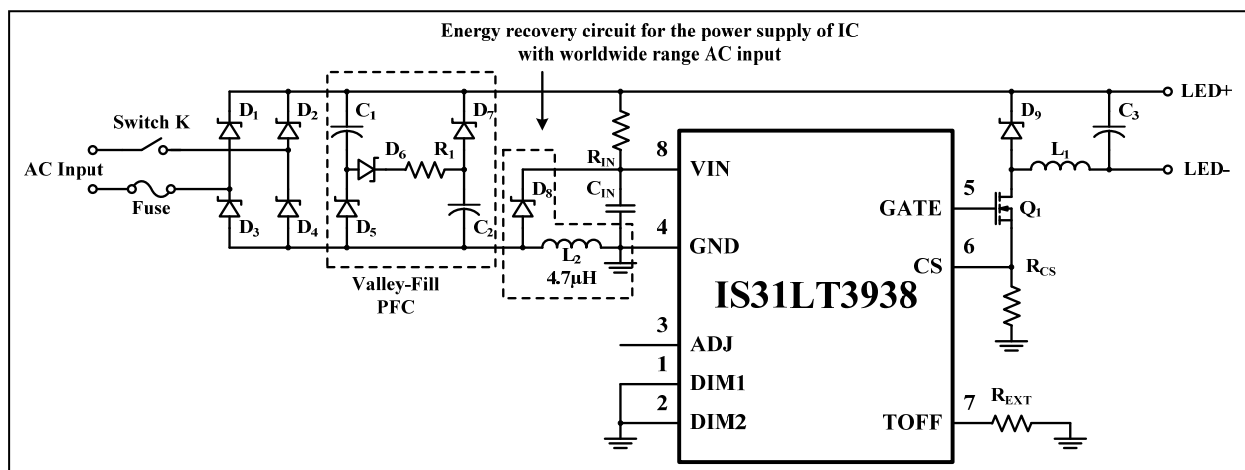 Energy recovery circuit for the power supply of IC
with worldwide range AC input
Switch K
AC Input
Fuse
D1
D2
D3
D4
C1
D7
D6
R1
D5
C2
Valley-Fill
PFC
D8
RIN
CIN
L2
4.7μH
8
VIN
4
GND
3
ADJ
1
DIM1
2
DIM2
IS31LT3938
5
GATE
6
CS
7
TOFF
D9
C3
L1
Q1
RCS
REXT
LED+
LED-